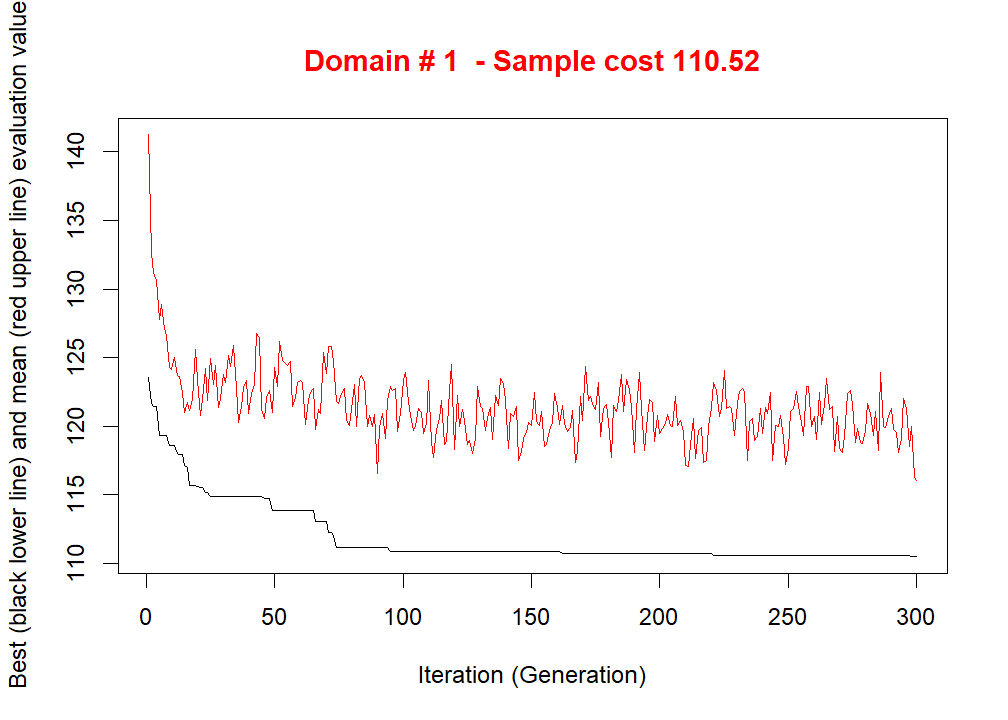 Domain # 1  - Sample cost 110.52
Best (black lower line) and mean (red upper line) evaluation value
140
135
130
125
120
115
110
0 50 100 150 200 250 300
Iteration (Generation)